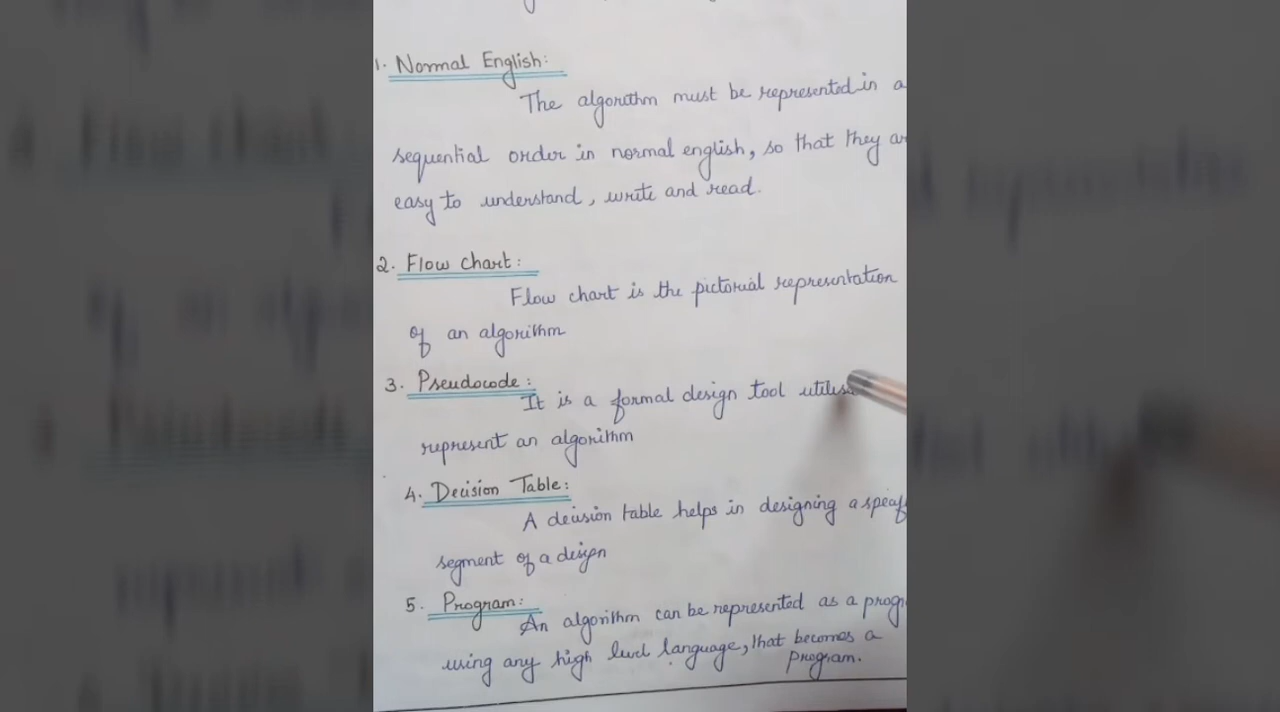 1. Normal English:
The algorithm must be represented in a
sequential order in normal english, so that they
easy to understand, write and read.
2. Flow chart:
Flow chart is the pictorial representation
of an algorithm
3. Pseudocode:
It is a formal design tool
represent an algorithm
4. Decision Table:
A decision table helps in designing a
segment of a design
5. Program:
An algorithm can be represented as a
using any high level language, that becomes a
program.